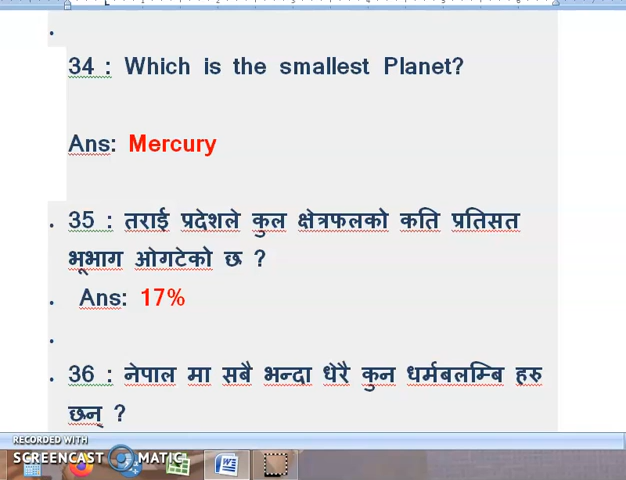 34 : Which is the smallest Planet?
Ans: Mercury
35 : तराई प्रदेशले कुल क्षेत्रफलको कति प्रतिसत
भूभाग ओगटेको छ ?
Ans: 17%
36 : नेपाल मा सबै भन्दा धेरै कुन धर्मबलम्बि हरु
छन् ?
RECORDED WITH
SCREENCAST MATIC